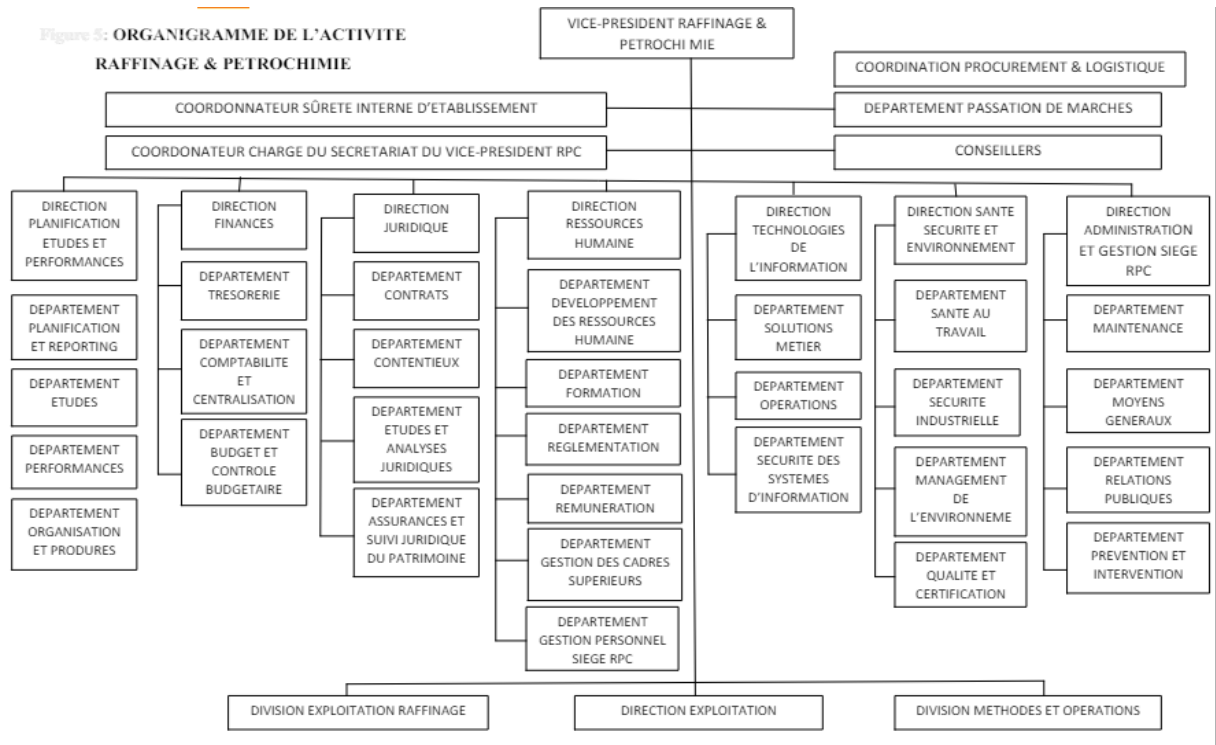 Figure 5: ORGANIGRAMME DE L'ACTIVITE
RAFFINAGE & PETROCHIMIE
VICE-PRESIDENT RAFFINAGE &
PETROCHI MIE
COORDINATION PROCUREMENT & LOGISTIQUE
COORDONNATEUR SÛRETE INTERNE D'ETABLISSEMENT
DEPARTEMENT PASSATION DE MARCHES
COORDONATEUR CHARGE DU SECRETARIAT DU VICE-PRESIDENT RPC
CONSEILLERS
DIRECTION
PLANIFICATION
ETUDES ET
PERFORMANCES
DEPARTEMENT
PLANIFICATION
ET REPORTING
DEPARTEMENT
ETUDES
DEPARTEMENT
PERFORMANCES
DEPARTEMENT
ORGANISATION
ET PRODURES
DIRECTION
FINANCES
DEPARTEMENT
TRESORERIE
DEPARTEMENT
COMPTABILITE
ET
CENTRALISATION
DEPARTEMENT
BUDGET ET
CONTROLE
BUDGETAIRE
DIRECTION
JURIDIQUE
DEPARTEMENT
CONTRATS
DEPARTEMENT
CONTENTIEUX
DEPARTEMENT
ETUDES ET
ANALYSES
JURIDIQUES
DEPARTEMENT
ASSURANCES ET
SUIVI JURIDIQUE
DU PATRIMOINE
DIRECTION
RESSOURCES
HUMAINE
DEPARTEMENT
DEVELOPPEMENT
DES RESSOURCES
HUMAINE
DEPARTEMENT
FORMATION
DEPARTEMENT
REGLEMENTATION
DEPARTEMENT
REMUNERATION
DEPARTEMENT
GESTION DES CADRES
SUPERIEURS
DEPARTEMENT
GESTION PERSONNEL
SIEGE RPC
DIRECTION
TECHNOLOGIES
DE
L'INFORMATION
DEPARTEMENT
SOLUTIONS
METIER
DEPARTEMENT
OPERATIONS
DEPARTEMENT
SECURITE DES
SYSTEMES
D'INFORMATION
DIRECTION SANTE
SECURITE ET
ENVIRONNEMENT
DEPARTEMENT
SANTE AU
TRAVAIL
DEPARTEMENT
SECURITE
INDUSTRIELLE
DEPARTEMENT
MANAGEMENT
DE
L'ENVIRONNEME
DEPARTEMENT
QUALITE ET
CERTIFICATION
DIRECTION
ADMINISTRATION
ET GESTION SIEGE
RPC
DEPARTEMENT
MAINTENANCE
DEPARTEMENT
MOYENS
GENERAUX
DEPARTEMENT
RELATIONS
PUBLIQUES
DEPARTEMENT
PREVENTION ET
INTERVENTION
DIVISION EXPLOITATION RAFFINAGE
DIRECTION EXPLOITATION
DIVISION METHODES ET OPERATIONS